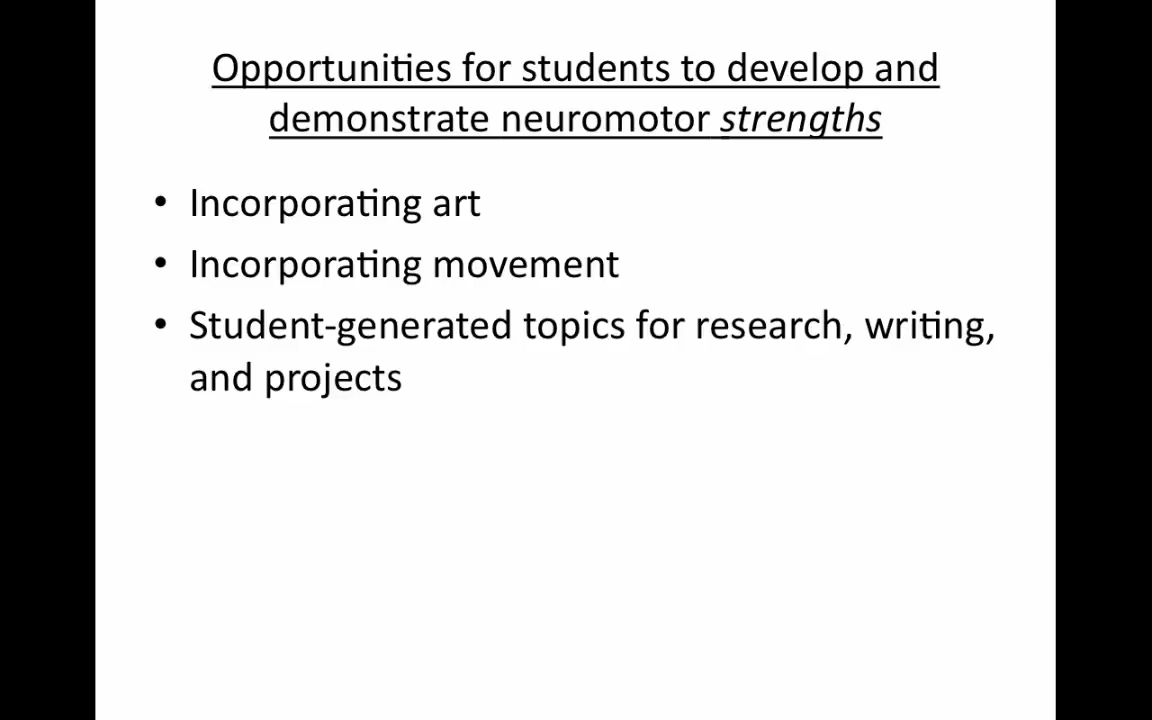 Opportunities for students to develop and
demonstrate neuromotor strengths
• Incorporating art
• Incorporating movement
• Student-generated topics for research, writing,
and projects